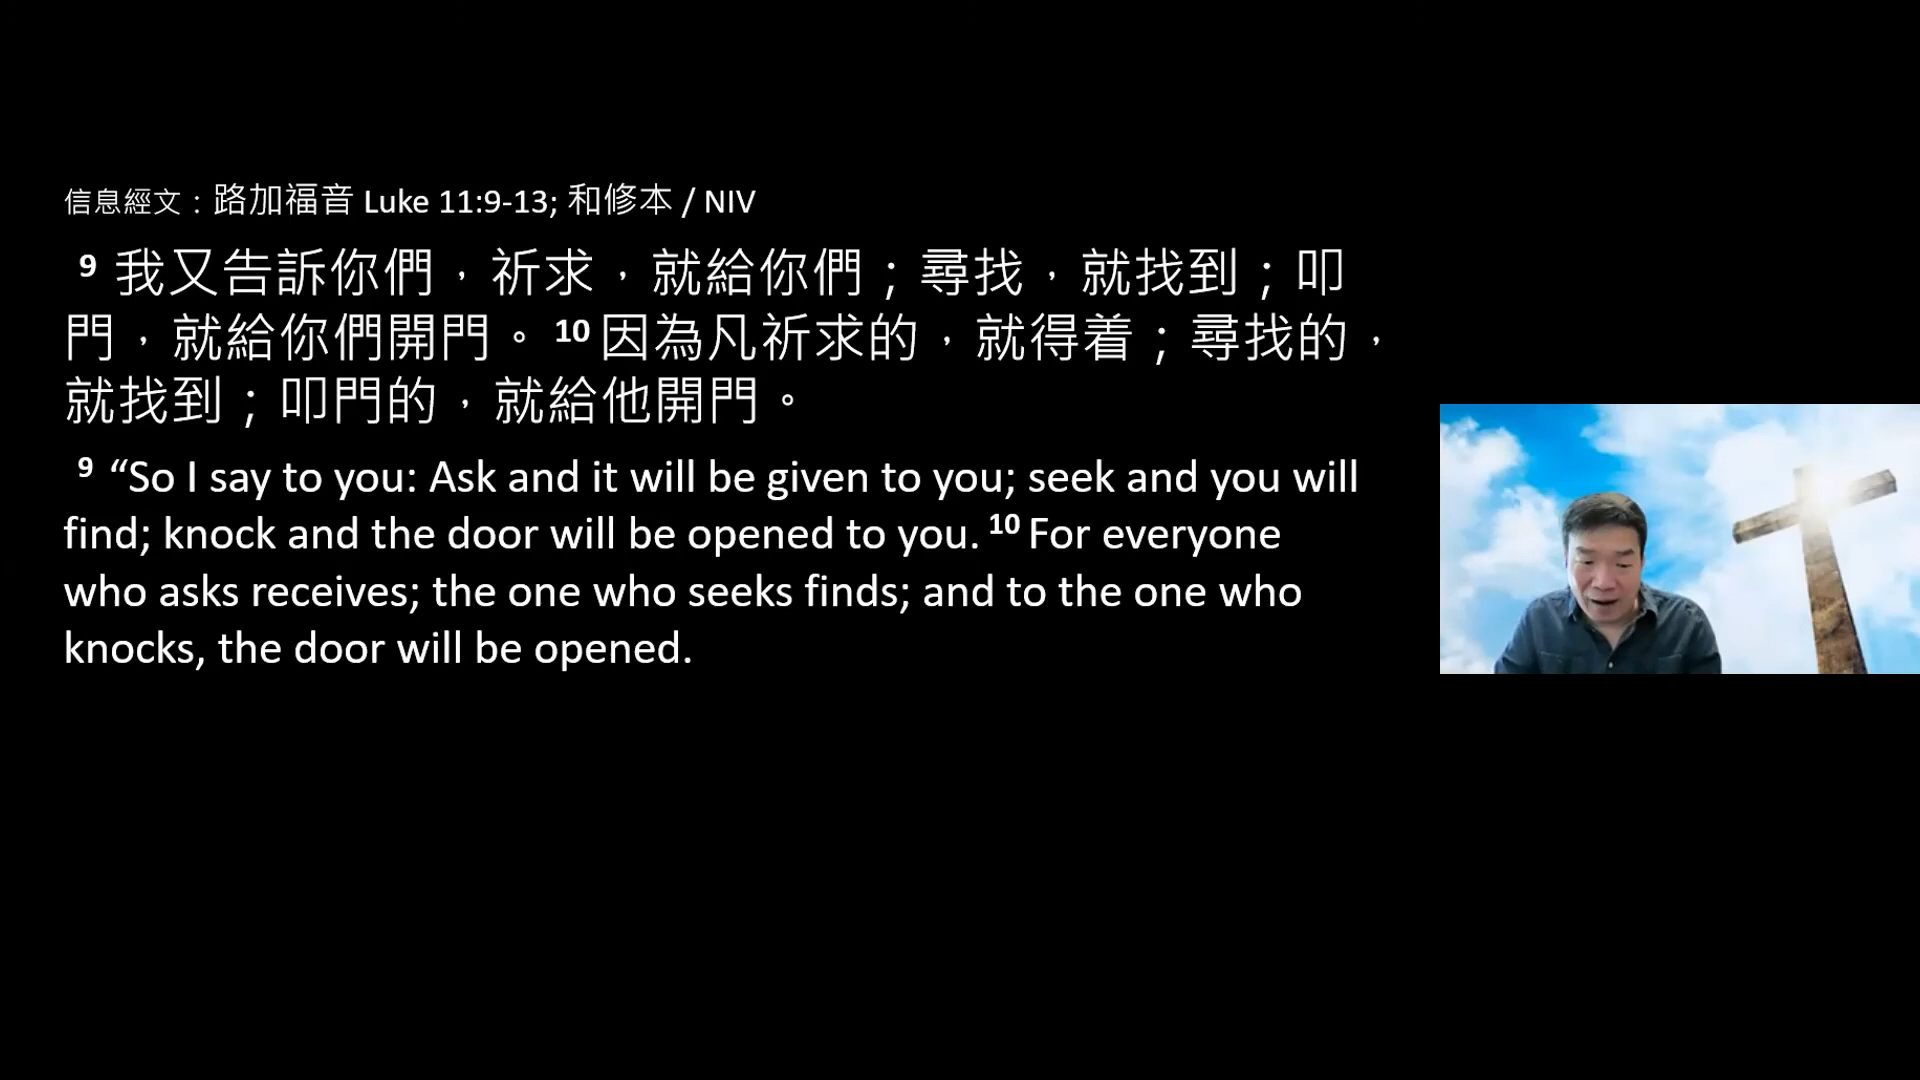 信息經文：路加福音 Luke 11:9-13; 和修本 / NIV
9 我又告訴你們，祈求，就給你們；尋找，就找到；叩
門，就給你們開門。10 因為凡祈求的，就得着；尋找的，
就找到；叩門的，就給他開門。
9 “So I say to you: Ask and it will be given to you; seek and you will
find; knock and the door will be opened to you. 10 For everyone
who asks receives; the one who seeks finds; and to the one who
knocks, the door will be opened.